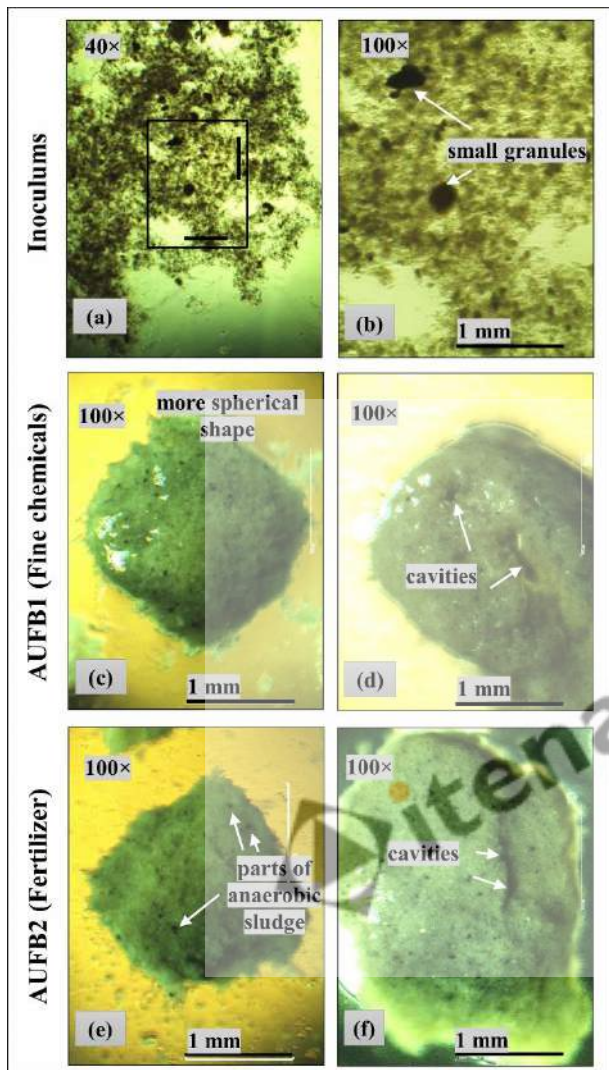 Inoculums
40×
(a)
100×
small granules
(b)
1 mm
AUFB1 (Fine chemicals)
100×
more spherical
shape
(c)
1 mm
100×
cavities
(d)
1 mm
AUFB2 (Fertilizer)
100×
parts of
anaerobic
sludge
(e)
1 mm
100×
cavities
(f)
1 mm
itena